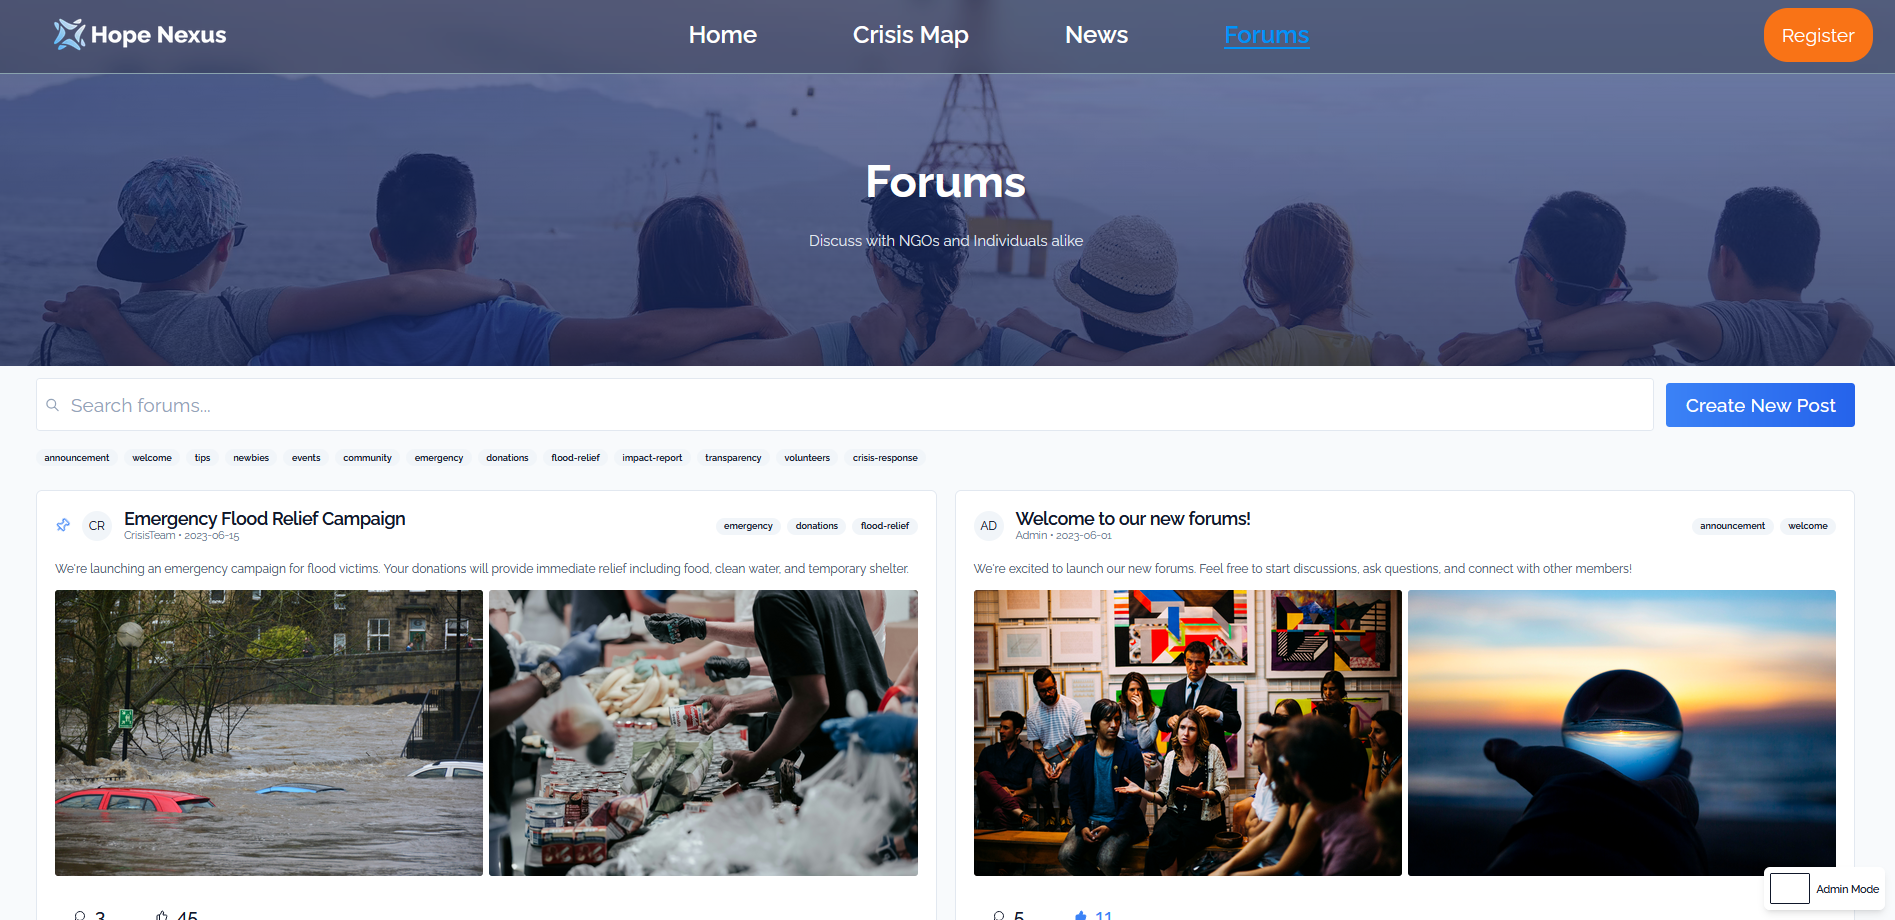 Hope Nexus
Home
Crisis Map
News
Forums
Register
Forums
Discuss with NGOs and Individuals alike
Search forums...
Create New Post
announcement
welcome
tips
newbies
events
community
emergency
donations
flood-relief
impact-report
transparency
volunteers
crisis-response
CR
Emergency Flood Relief Campaign
CrisisTeam • 2023-06-15
emergency
donations
flood-relief
We're launching an emergency campaign for flood victims. Your donations will provide immediate relief including food, clean water, and temporary shelter.
3
45
AD
Welcome to our new forums!
Admin • 2023-06-01
announcement
welcome
We're excited to launch our new forums. Feel free to start discussions, ask questions, and connect with other members!
5
11
Admin Mode